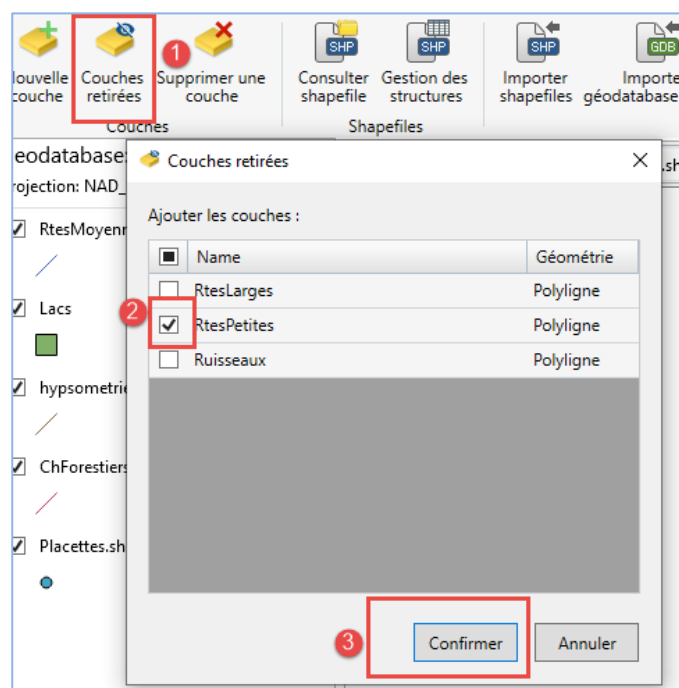 1
Nouvelle couche
Couches retirées
Supprimer une couche
SHP
Consulter shapefile
SHP
Gestion des structures
SHP
Importer shapefiles
GDB
Importe géodatabase
Couches
Shapefiles
eodatabase:
rojection: NAD_
RtesMoyenn
Lacs
hypsometrie
ChForestiers
Placettes.sh
.sh
Couches retirées
Ajouter les couches :
Name Géométrie
RtesLarges Polyligne
2
RtesPetites Polyligne
Ruisseaux Polyligne
3
Confirmer Annuler